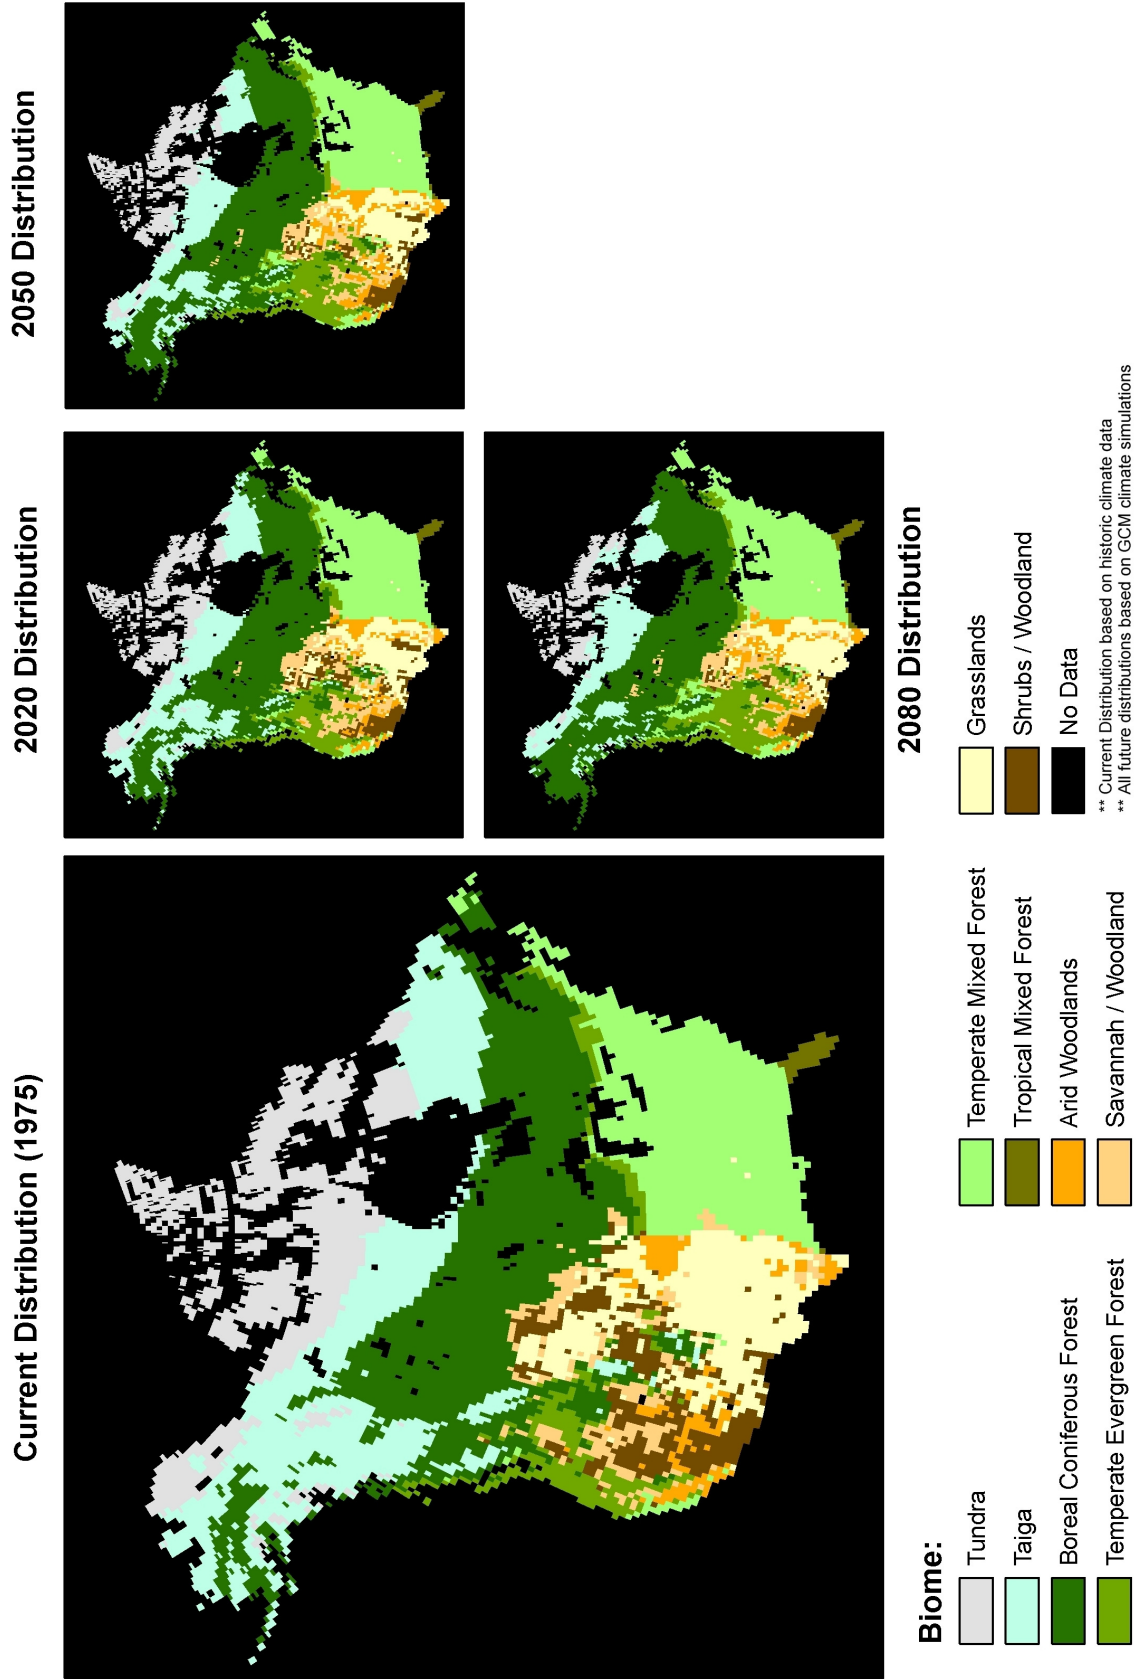 Current Distribution (1975)
2020 Distribution
2050 Distribution
2080 Distribution
Biome:
Tundra
Taiga
Boreal Coniferous Forest
Temperate Evergreen Forest
Temperate Mixed Forest
Tropical Mixed Forest
Arid Woodlands
Savannah / Woodland
Grasslands
Shrubs / Woodland
No Data
** Current Distribution based on historic climate data
** All future distributions based on GCM climate simulations